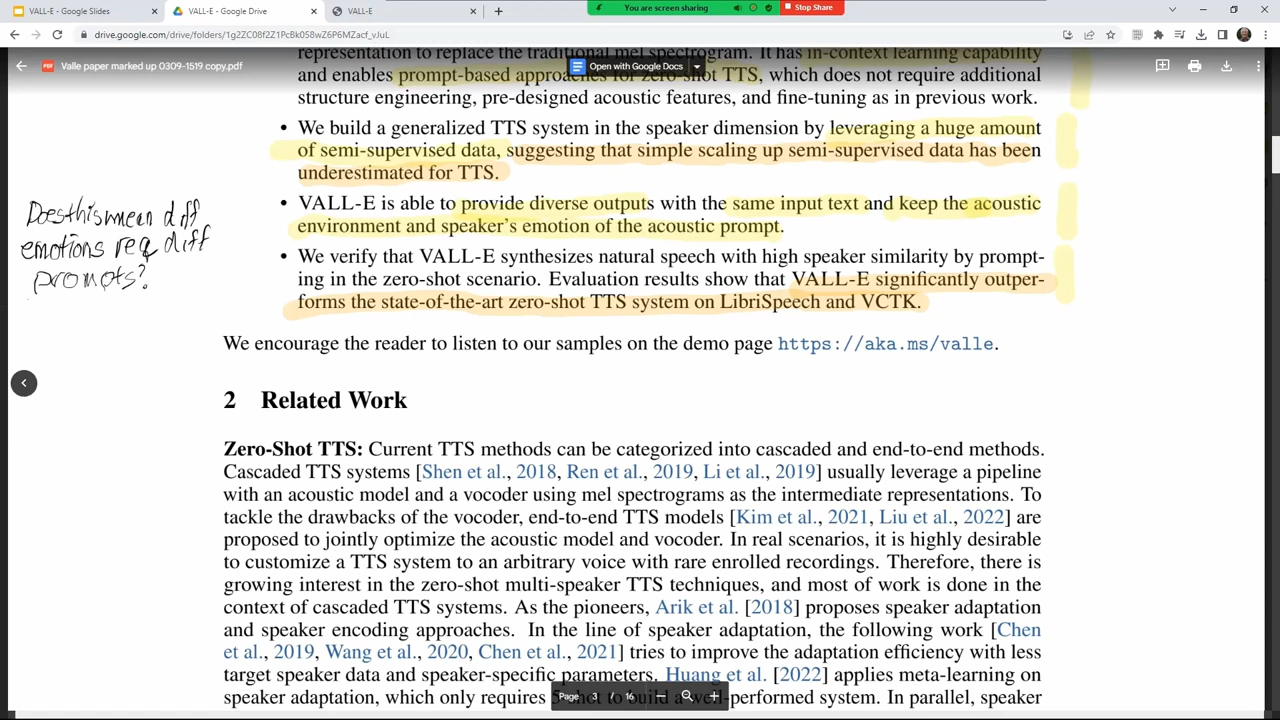 VALL-E - Google Slides
VALL-E - Google Drive
VALL-E
You are screen sharing
Stop Share
drive.google.com/drive/folders/1g2ZC08f2Z1PcBk058wZ6P6MZacf_vJuL
Valle paper marked up 0309-1519 copy.pdf
Open with Google Docs
representation to replace the traditional mel spectrogram. It has in-context learning capability
and enables prompt-based approaches for zero-shot TTS, which does not require additional
structure engineering, pre-designed acoustic features, and fine-tuning as in previous work.
• We build a generalized TTS system in the speaker dimension by leveraging a huge amount
of semi-supervised data, suggesting that simple scaling up semi-supervised data has been
underestimated for TTS.
• VALL-E is able to provide diverse outputs with the same input text and keep the acoustic
environment and speaker's emotion of the acoustic prompt.
Does this mean diff
emotions req diff
prompts?
• We verify that VALL-E synthesizes natural speech with high speaker similarity by prompt-
ing in the zero-shot scenario. Evaluation results show that VALL-E significantly outper-
forms the state-of-the-art zero-shot TTS system on LibriSpeech and VCTK.
We encourage the reader to listen to our samples on the demo page https://aka.ms/valle.
2 Related Work
Zero-Shot TTS: Current TTS methods can be categorized into cascaded and end-to-end methods.
Cascaded TTS systems [Shen et al., 2018, Ren et al., 2019, Li et al., 2019] usually leverage a pipeline
with an acoustic model and a vocoder using mel spectrograms as the intermediate representations. To
tackle the drawbacks of the vocoder, end-to-end TTS models [Kim et al., 2021, Liu et al., 2022] are
proposed to jointly optimize the acoustic model and vocoder. In real scenarios, it is highly desirable
to customize a TTS system to an arbitrary voice with rare enrolled recordings. Therefore, there is
growing interest in the zero-shot multi-speaker TTS techniques, and most of work is done in the
context of cascaded TTS systems. As the pioneers, Arik et al. [2018] proposes speaker adaptation
and speaker encoding approaches. In the line of speaker adaptation, the following work [Chen
et al., 2019, Wang et al., 2020, Chen et al., 2021] tries to improve the adaptation efficiency with less
target speaker data and speaker-specific parameters. Huang et al. [2022] applies meta-learning on
speaker adaptation, which only requires 5-shot to build a well-performed system. In parallel, speaker
Page 3 / 16